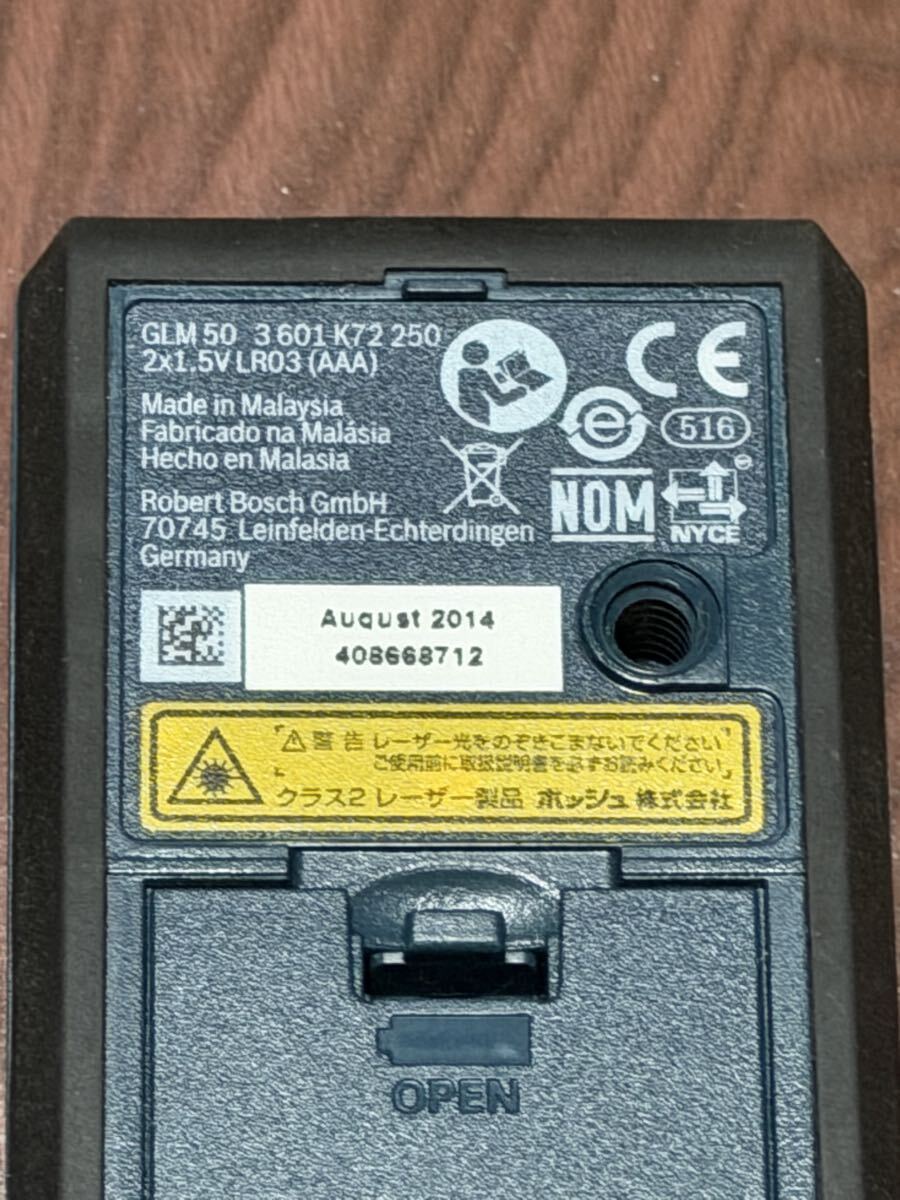 GLM 50 3 601 K72 250
2x1.5V LR03 (AAA)
Made in Malaysia
Fabricado na Malásia
Hecho en Malasia
Robert Bosch GmbH
70745 Leinfelden-Echterdingen
Germany
CE
e
516
NOM
NYCE
August 2014
408668712
「⚠警告 レーザー光をのぞきこまないでください
ご使用前に取扱説明書を必ずお読みください。」
クラス2 レーザー製品 ボッシュ株式会社
OPEN